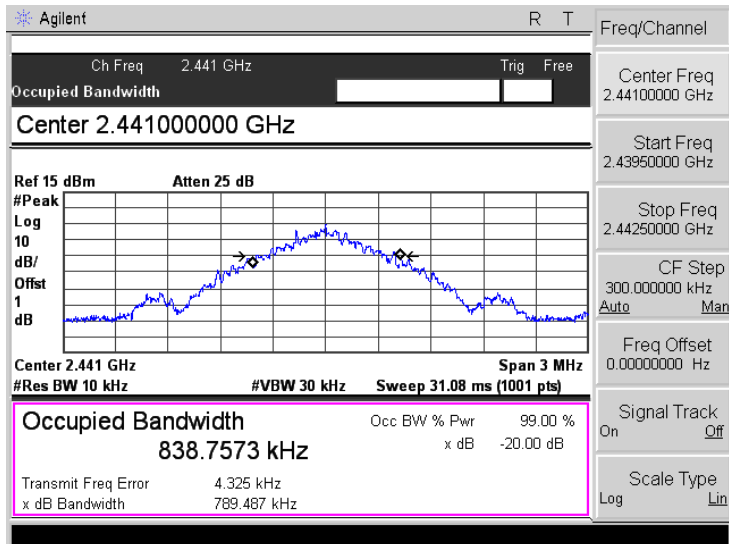 Agilent R T
Freq/Channel
Ch Freq 2.441 GHz Trig Free
Occupied Bandwidth
Center 2.441000000 GHz
Ref 15 dBm Atten 25 dB
#Peak
Log
10
dB/
Offst
1
dB
Center 2.441 GHz Span 3 MHz
#Res BW 10 kHz #VBW 30 kHz Sweep 31.08 ms (1001 pts)
Occupied Bandwidth Occ BW % Pwr 99.00 %
838.7573 kHz x dB -20.00 dB
Transmit Freq Error 4.325 kHz
x dB Bandwidth 789.487 kHz
Center Freq
2.44100000 GHz
Start Freq
2.43950000 GHz
Stop Freq
2.44250000 GHz
CF Step
300.000000 kHz
Auto Man
Freq Offset
0.00000000 Hz
Signal Track
On Off
Scale Type
Log Lin